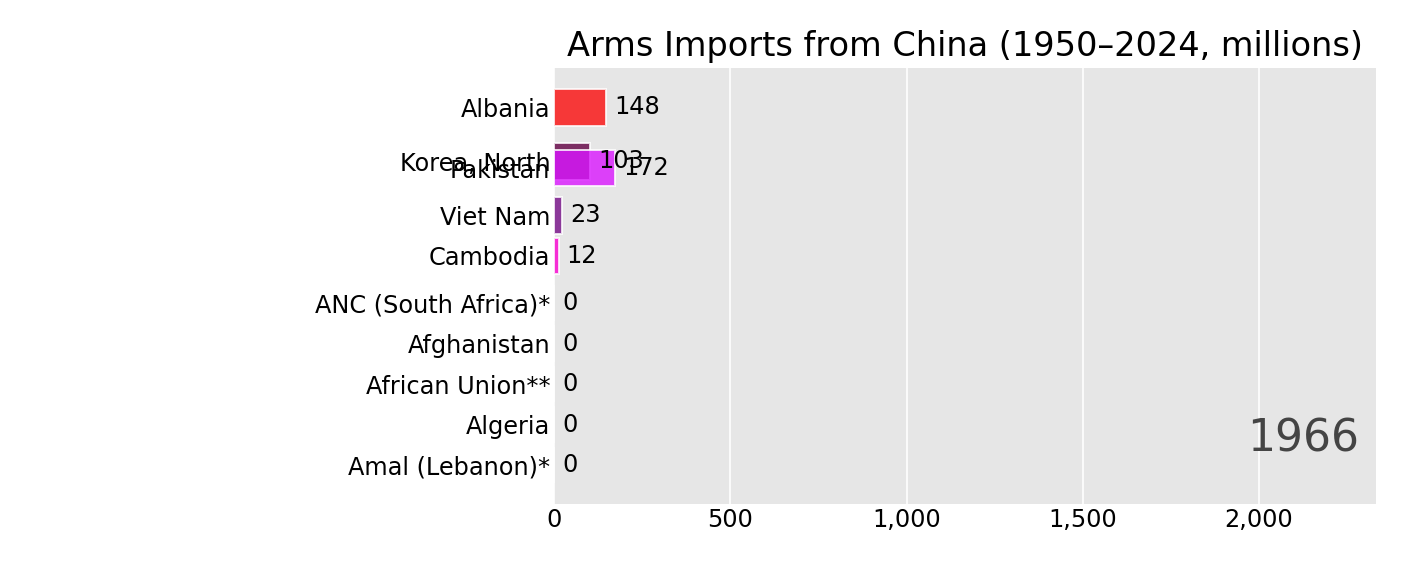 Arms Imports from China (1950–2024, millions)
Albania 148
Korea, North 103
Pakistan 172
Viet Nam 23
Cambodia 12
ANC (South Africa)* 0
Afghanistan 0
African Union** 0
Algeria 0
Amal (Lebanon)* 0
1966
0 500 1,000 1,500 2,000